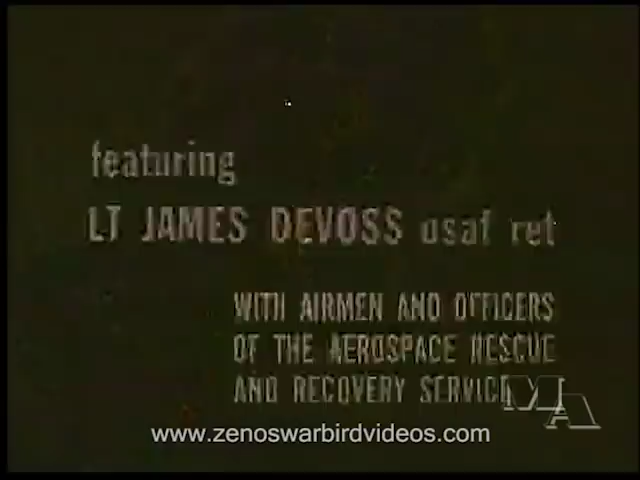 featuring
LT JAMES DEVOSS usaf ret
WITH AIRMEN AND OFFICERS
OF THE AEROSPACE RESCUE
AND RECOVERY SERVICE
MA
www.zenoswarbirdvideos.com